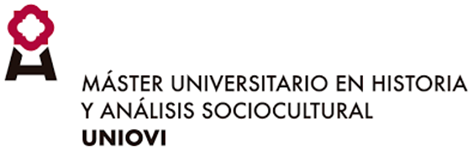 MÁSTER UNIVERSITARIO EN HISTORIA
Y ANÁLISIS SOCIOCULTURAL
UNIOVI